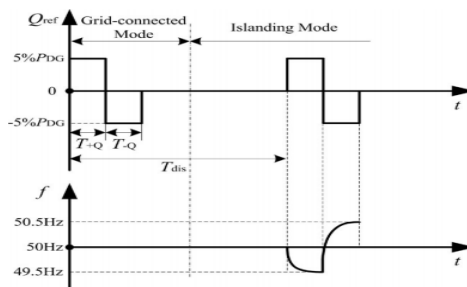 Qref
Grid-connected
Mode
Islanding Mode
5%PDG
0
-5%PDG
T+Q
T-Q
t
Tdis
f
50.5Hz
50Hz
49.5Hz
t